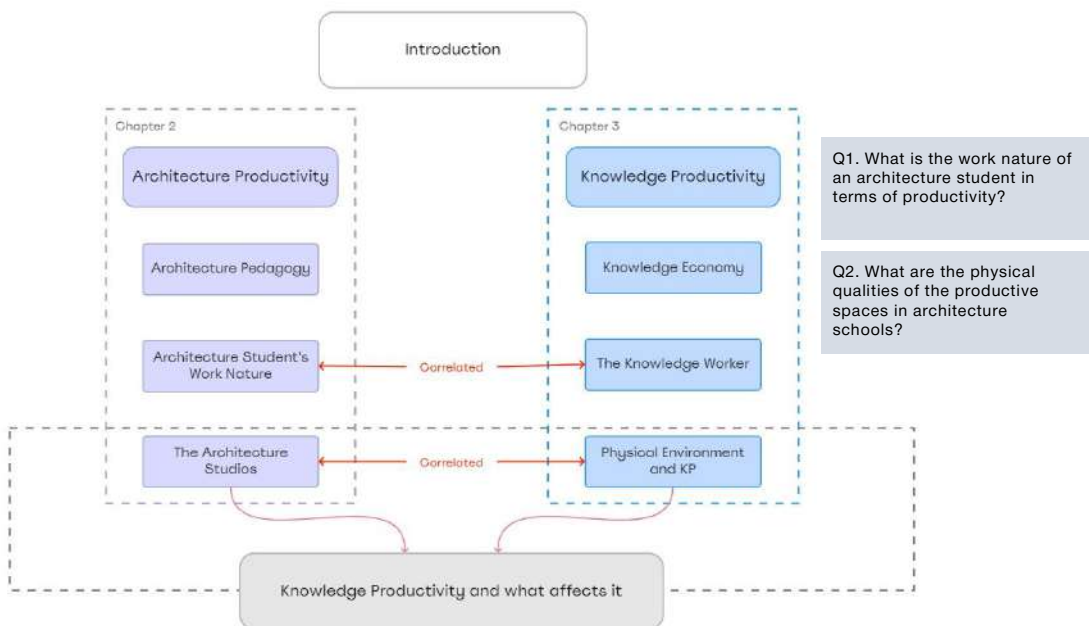 Introduction
Chapter 2
Architecture Productivity
Architecture Pedagogy
Architecture Student's
Work Nature
The Architecture
Studios
Correlated
Correlated
Chapter 3
Knowledge Productivity
Knowledge Economy
The Knowledge Worker
Physical Environment
and KP
Knowledge Productivity and what affects it
Q1. What is the work nature of
an architecture student in
terms of productivity?
Q2. What are the physical
qualities of the productive
spaces in architecture
schools?